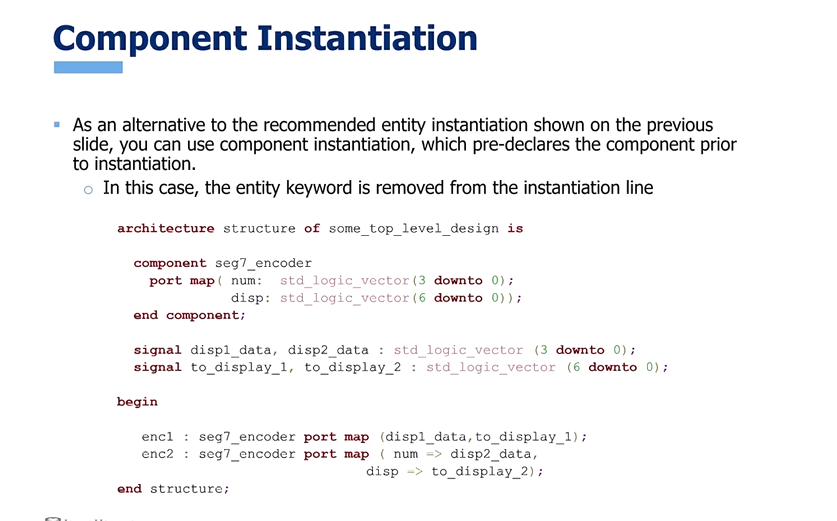 Component Instantiation
▪ As an alternative to the recommended entity instantiation shown on the previous
slide, you can use component instantiation, which pre-declares the component prior
to instantiation.
o In this case, the entity keyword is removed from the instantiation line
architecture structure of some_top_level_design is
component seg7_encoder
port map( num: std_logic_vector(3 downto 0);
disp: std_logic_vector(6 downto 0));
end component;
signal disp1_data, disp2_data : std_logic_vector (3 downto 0);
signal to_display_1, to_display_2 : std_logic_vector (6 downto 0);
begin
enc1 : seg7_encoder port map (disp1_data,to_display_1);
enc2 : seg7_encoder port map ( num => disp2_data,
disp => to_display_2);
end structure;